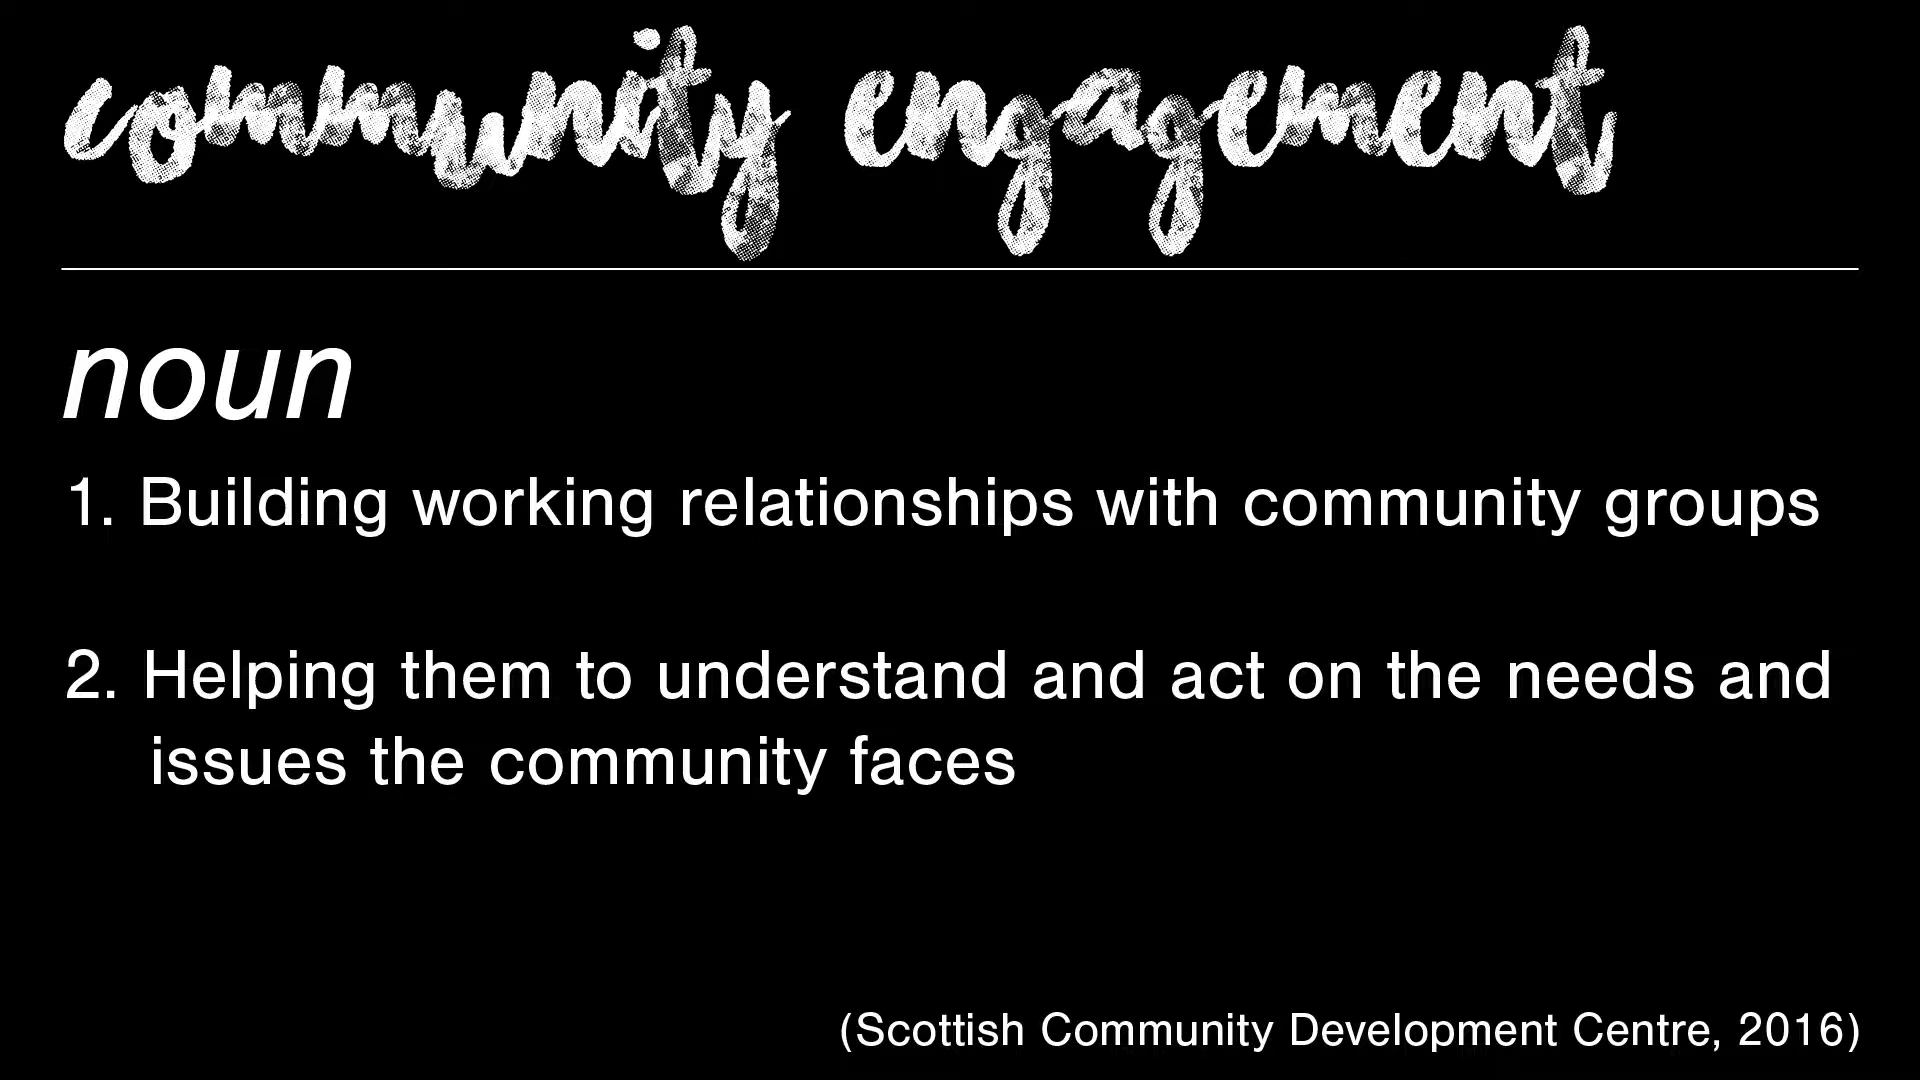 community engagement
noun
1. Building working relationships with community groups
2. Helping them to understand and act on the needs and
issues the community faces
(Scottish Community Development Centre, 2016)